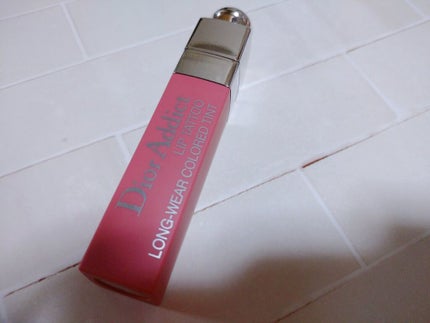 Dior Addict
LIP TATTOO
LONG-WEAR COLORED TINT